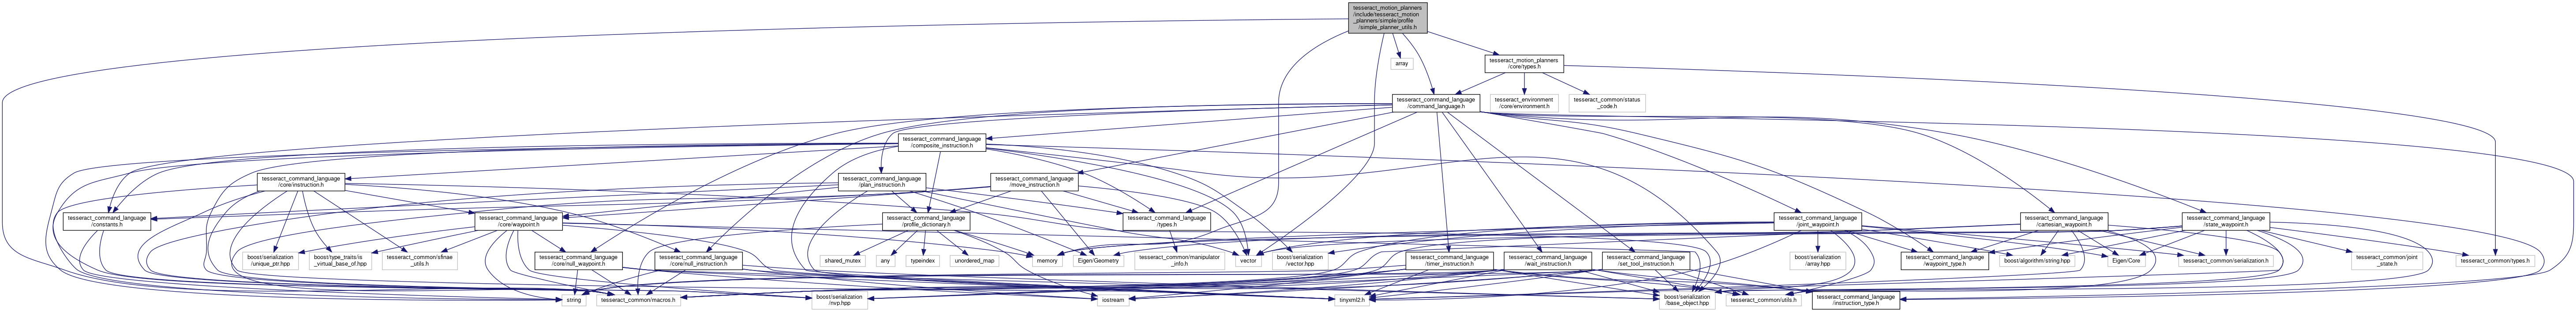 tesseract_motion_planners
/include/tesseract_motion
_planners/simple/profile
/simple_planner_utils.h
array
tesseract_motion_planners
/core/types.h
tesseract_command_language
/command_language.h
tesseract_environment
/core/environment.h
tesseract_common/status
_code.h
tesseract_command_language
/composite_instruction.h
tesseract_command_language
/core/instruction.h
tesseract_command_language
/plan_instruction.h
tesseract_command_language
/move_instruction.h
tesseract_command_language
/constants.h
tesseract_command_language
/core/waypoint.h
tesseract_command_language
/profile_dictionary.h
tesseract_command_language
/types.h
tesseract_command_language
/joint_waypoint.h
tesseract_command_language
/cartesian_waypoint.h
tesseract_command_language
/state_waypoint.h
boost/serialization
/unique_ptr.hpp
boost/type_traits/is
_virtual_base_of.hpp
tesseract_common/sfinae
_utils.h
tesseract_command_language
/core/null_waypoint.h
tesseract_command_language
/core/null_instruction.h
shared_mutex
any
typeindex
unordered_map
memory
Eigen/Geometry
tesseract_common/manipulator
_info.h
vector
boost/serialization
/vector.hpp
tesseract_command_language
/timer_instruction.h
tesseract_command_language
/wait_instruction.h
tesseract_command_language
/set_tool_instruction.h
boost/serialization
/array.hpp
tesseract_command_language
/waypoint_type.h
boost/algorithm/string.hpp
Eigen/Core
tesseract_common/serialization.h
tesseract_common/joint
_state.h
tesseract_common/types.h
string
tesseract_common/macros.h
boost/serialization
/nvp.hpp
iostream
tinyxml2.h
boost/serialization
/base_object.hpp
tesseract_common/utils.h
tesseract_command_language
/instruction_type.h